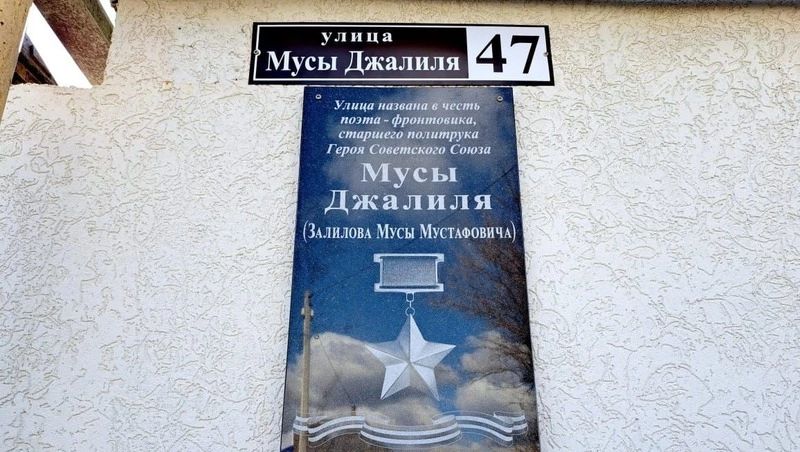 улица
Мусы Джалиля 47
Улица названа в честь
поэта - фронтовика,
старшего политрука
Героя Советского Союза
Мусы
Джалиля
(Залилова Мусы Мустафовича)